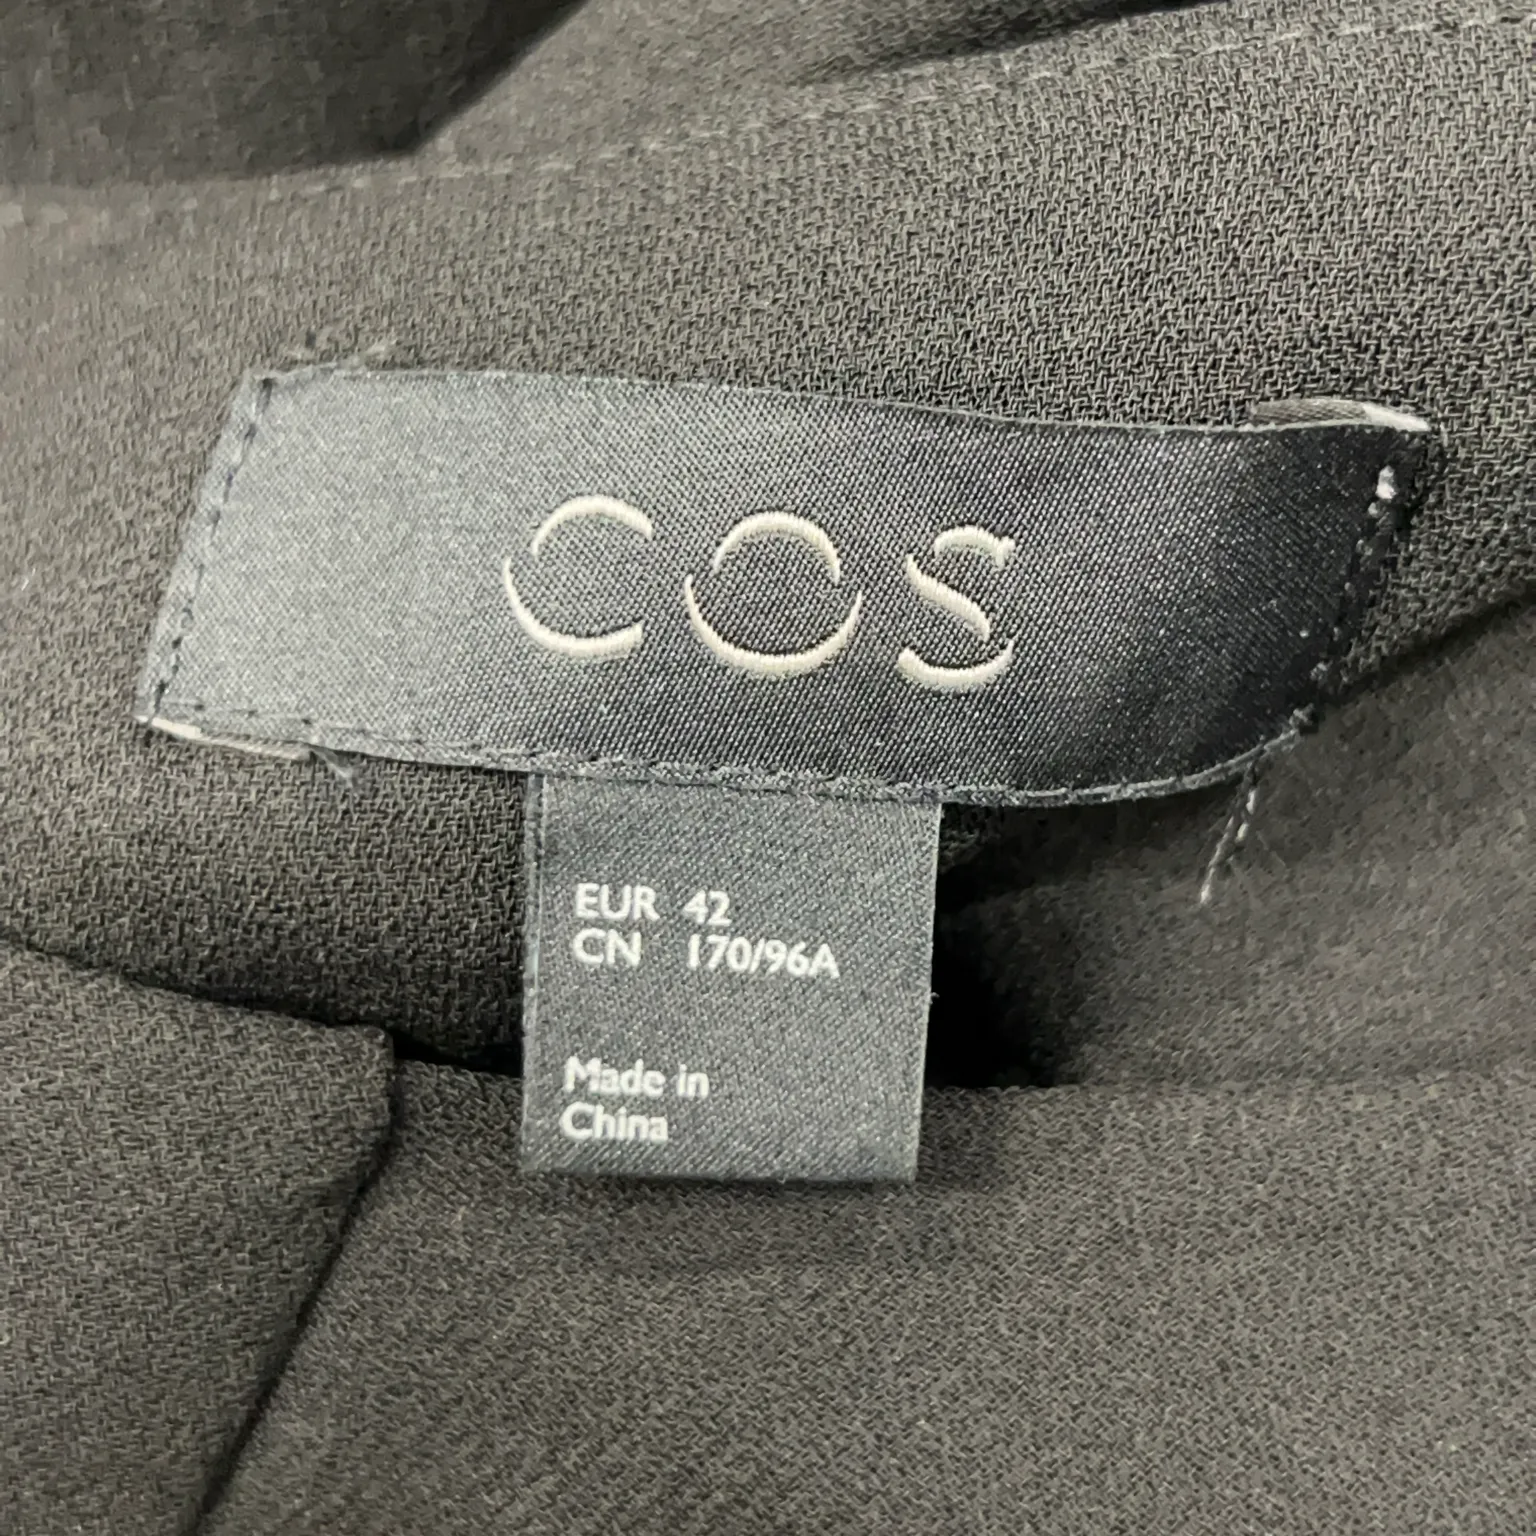 COS
EUR 42
CN 170/96A
Made in
China